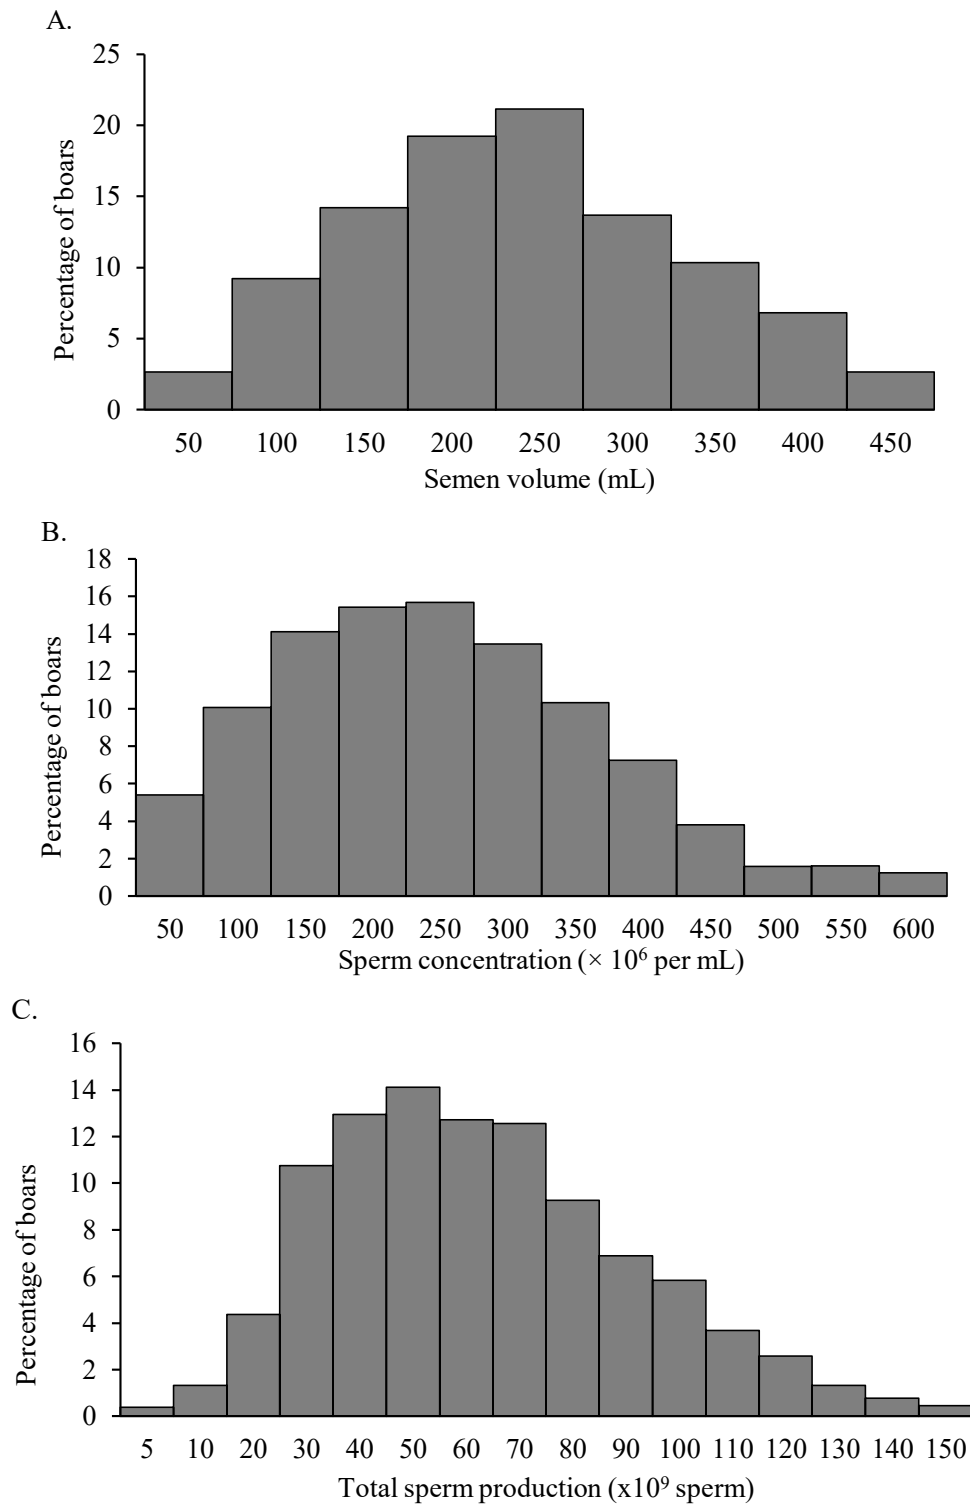 A.
25
20
15
10
5
0
Percentage of boars
50 100 150 200 250 300 350 400 450
Semen volume (mL)
B.
18
16
14
12
10
8
6
4
2
0
Percentage of boars
50 100 150 200 250 300 350 400 450 500 550 600
Sperm concentration (× 10⁶ per mL)
C.
16
14
12
10
8
6
4
2
0
Percentage of boars
5 10 20 30 40 50 60 70 80 90 100 110 120 130 140 150
Total sperm production (x10⁹ sperm)